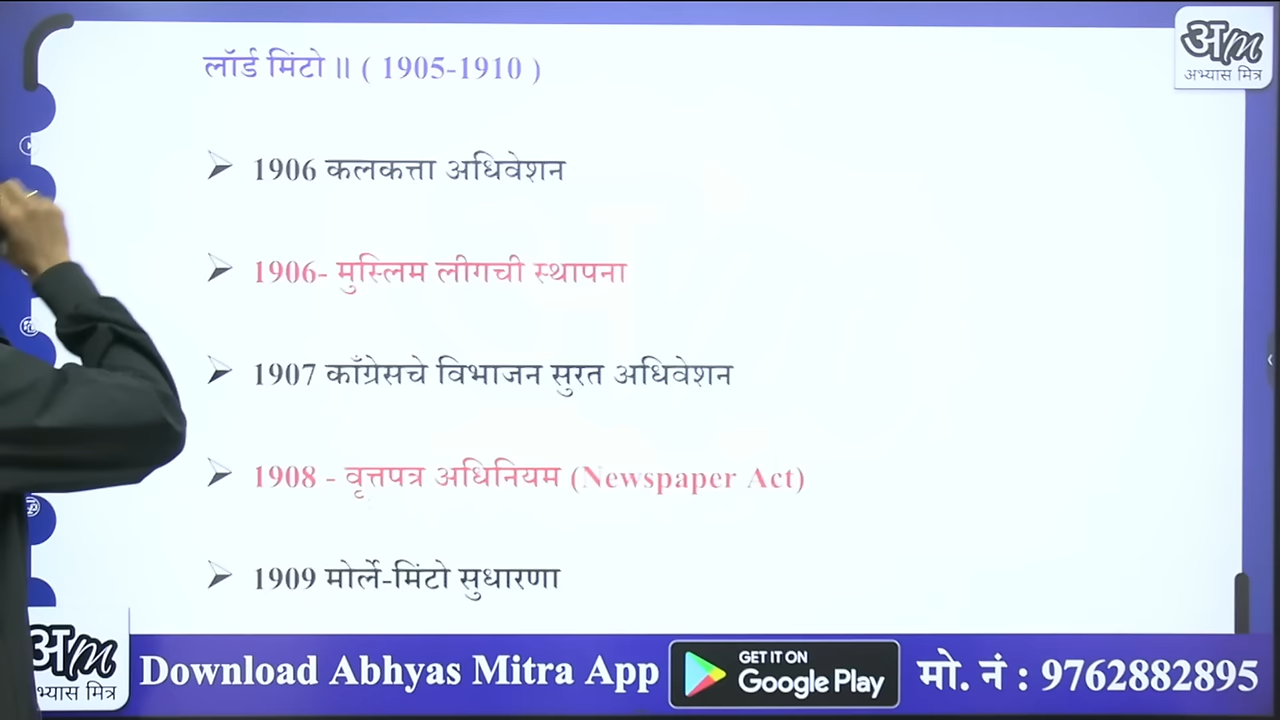 लॉर्ड मिंटो II ( 1905-1910 )
अm
अभ्यास मित्र
1906 कलकत्ता अधिवेशन
1906- मुस्लिम लीगची स्थापना
1907 काँग्रेसचे विभाजन सुरत अधिवेशन
1908 - वृत्तपत्र अधिनियम (Newspaper Act)
1909 मोर्ले-मिंटो सुधारणा
अm
भ्यास मित्र
Download Abhyas Mitra App
GET IT ON
Google Play
मो. नं : 9762882895